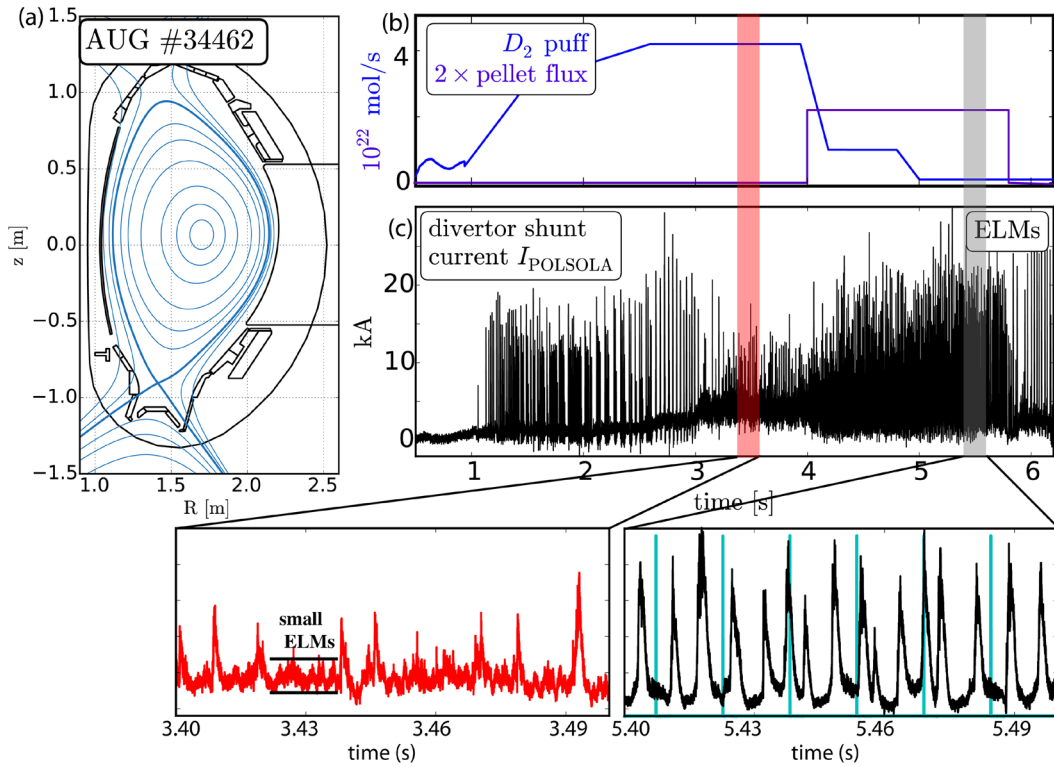 (a)
AUG #34462
1.5
1.0
0.5
0.0
−0.5
−1.0
−1.5
z [m]
1.0
1.5
2.0
2.5
R [m]
(b)
D₂ puff
2 × pellet flux
10²² mol/s
4
2
0
(c)
divertor shunt
current I_POLSOLA
ELMs
kA
20
10
0
1
2
3
4
5
6
time [s]
small
ELMs
3.40
3.43
3.46
3.49
time (s)
5.40
5.43
5.46
5.49
time (s)